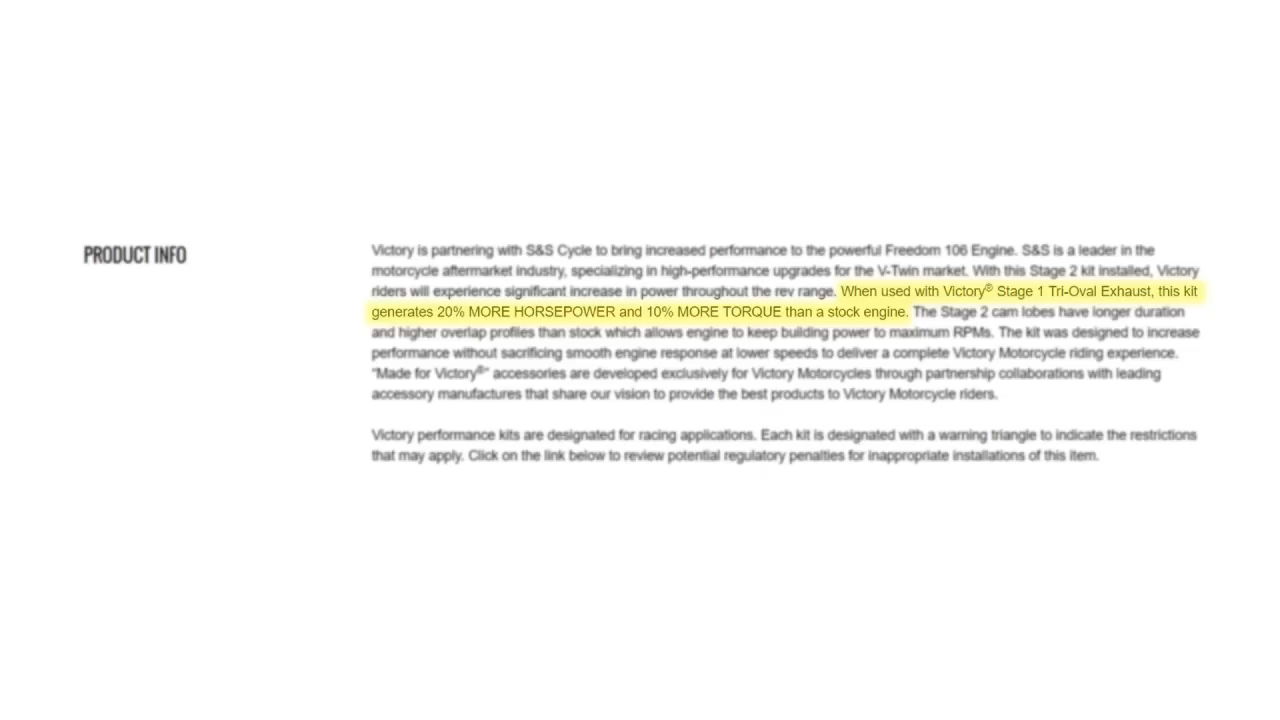 PRODUCT INFO
Victory is partnering with S&S Cycle to bring increased performance to the powerful Freedom 106 Engine. S&S is a leader in the
motorcycle aftermarket industry, specializing in high-performance upgrades for the V-Twin market. With this Stage 2 kit installed, Victory
riders will experience significant increase in power throughout the rev range. When used with Victory® Stage 1 Tri-Oval Exhaust, this kit
generates 20% MORE HORSEPOWER and 10% MORE TORQUE than a stock engine. The Stage 2 cam lobes have longer duration
and higher overlap profiles than stock which allows engine to keep building power to maximum RPMs. The kit was designed to increase
performance without sacrificing smooth engine response at lower speeds to deliver a complete Victory Motorcycle riding experience.
"Made for Victory®" accessories are developed exclusively for Victory Motorcycles through partnership collaborations with leading
accessory manufactures that share our vision to provide the best products to Victory Motorcycle riders.
Victory performance kits are designated for racing applications. Each kit is designated with a warning triangle to indicate the restrictions
that may apply. Click on the link below to review potential regulatory penalties for inappropriate installations of this item.